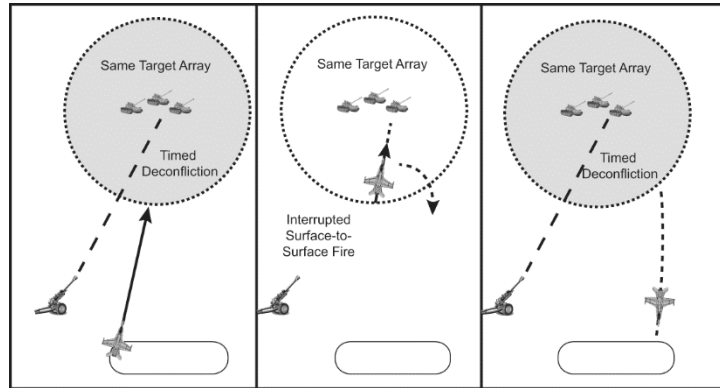 Same Target Array
Timed
Deconfliction
Same Target Array
Interrupted
Surface-to-
Surface Fire
Same Target Array
Timed
Deconfliction